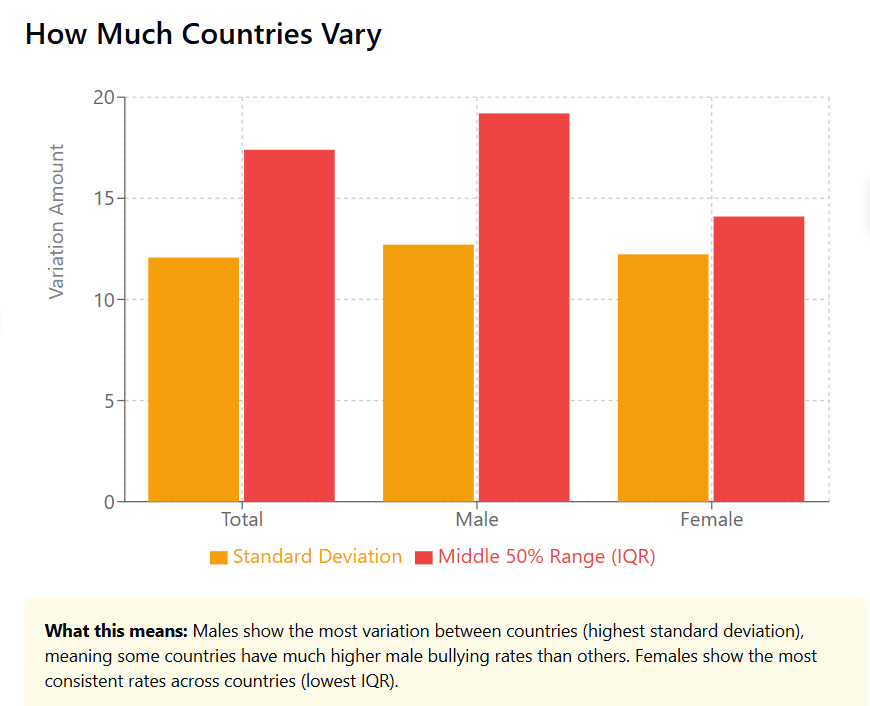 How Much Countries Vary
20
15
10
5
0
Variation Amount
Total
Male
Female
Standard Deviation
Middle 50% Range (IQR)
What this means: Males show the most variation between countries (highest standard deviation),
meaning some countries have much higher male bullying rates than others. Females show the most
consistent rates across countries (lowest IQR).